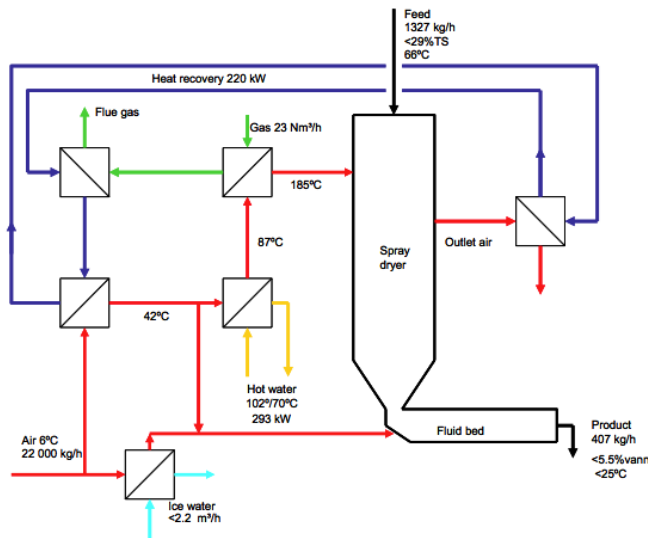 Feed
1327 kg/h
<29%TS
66ºC
Heat recovery 220 kW
Flue gas
Gas 23 Nm³/h
185ºC
87ºC
Spray
dryer
Outlet air
42ºC
Hot water
102º/70ºC
293 kW
Air 6ºC
22 000 kg/h
Fluid bed
Product
407 kg/h
<5.5%vann
<25ºC
Ice water
<2.2 m³/h